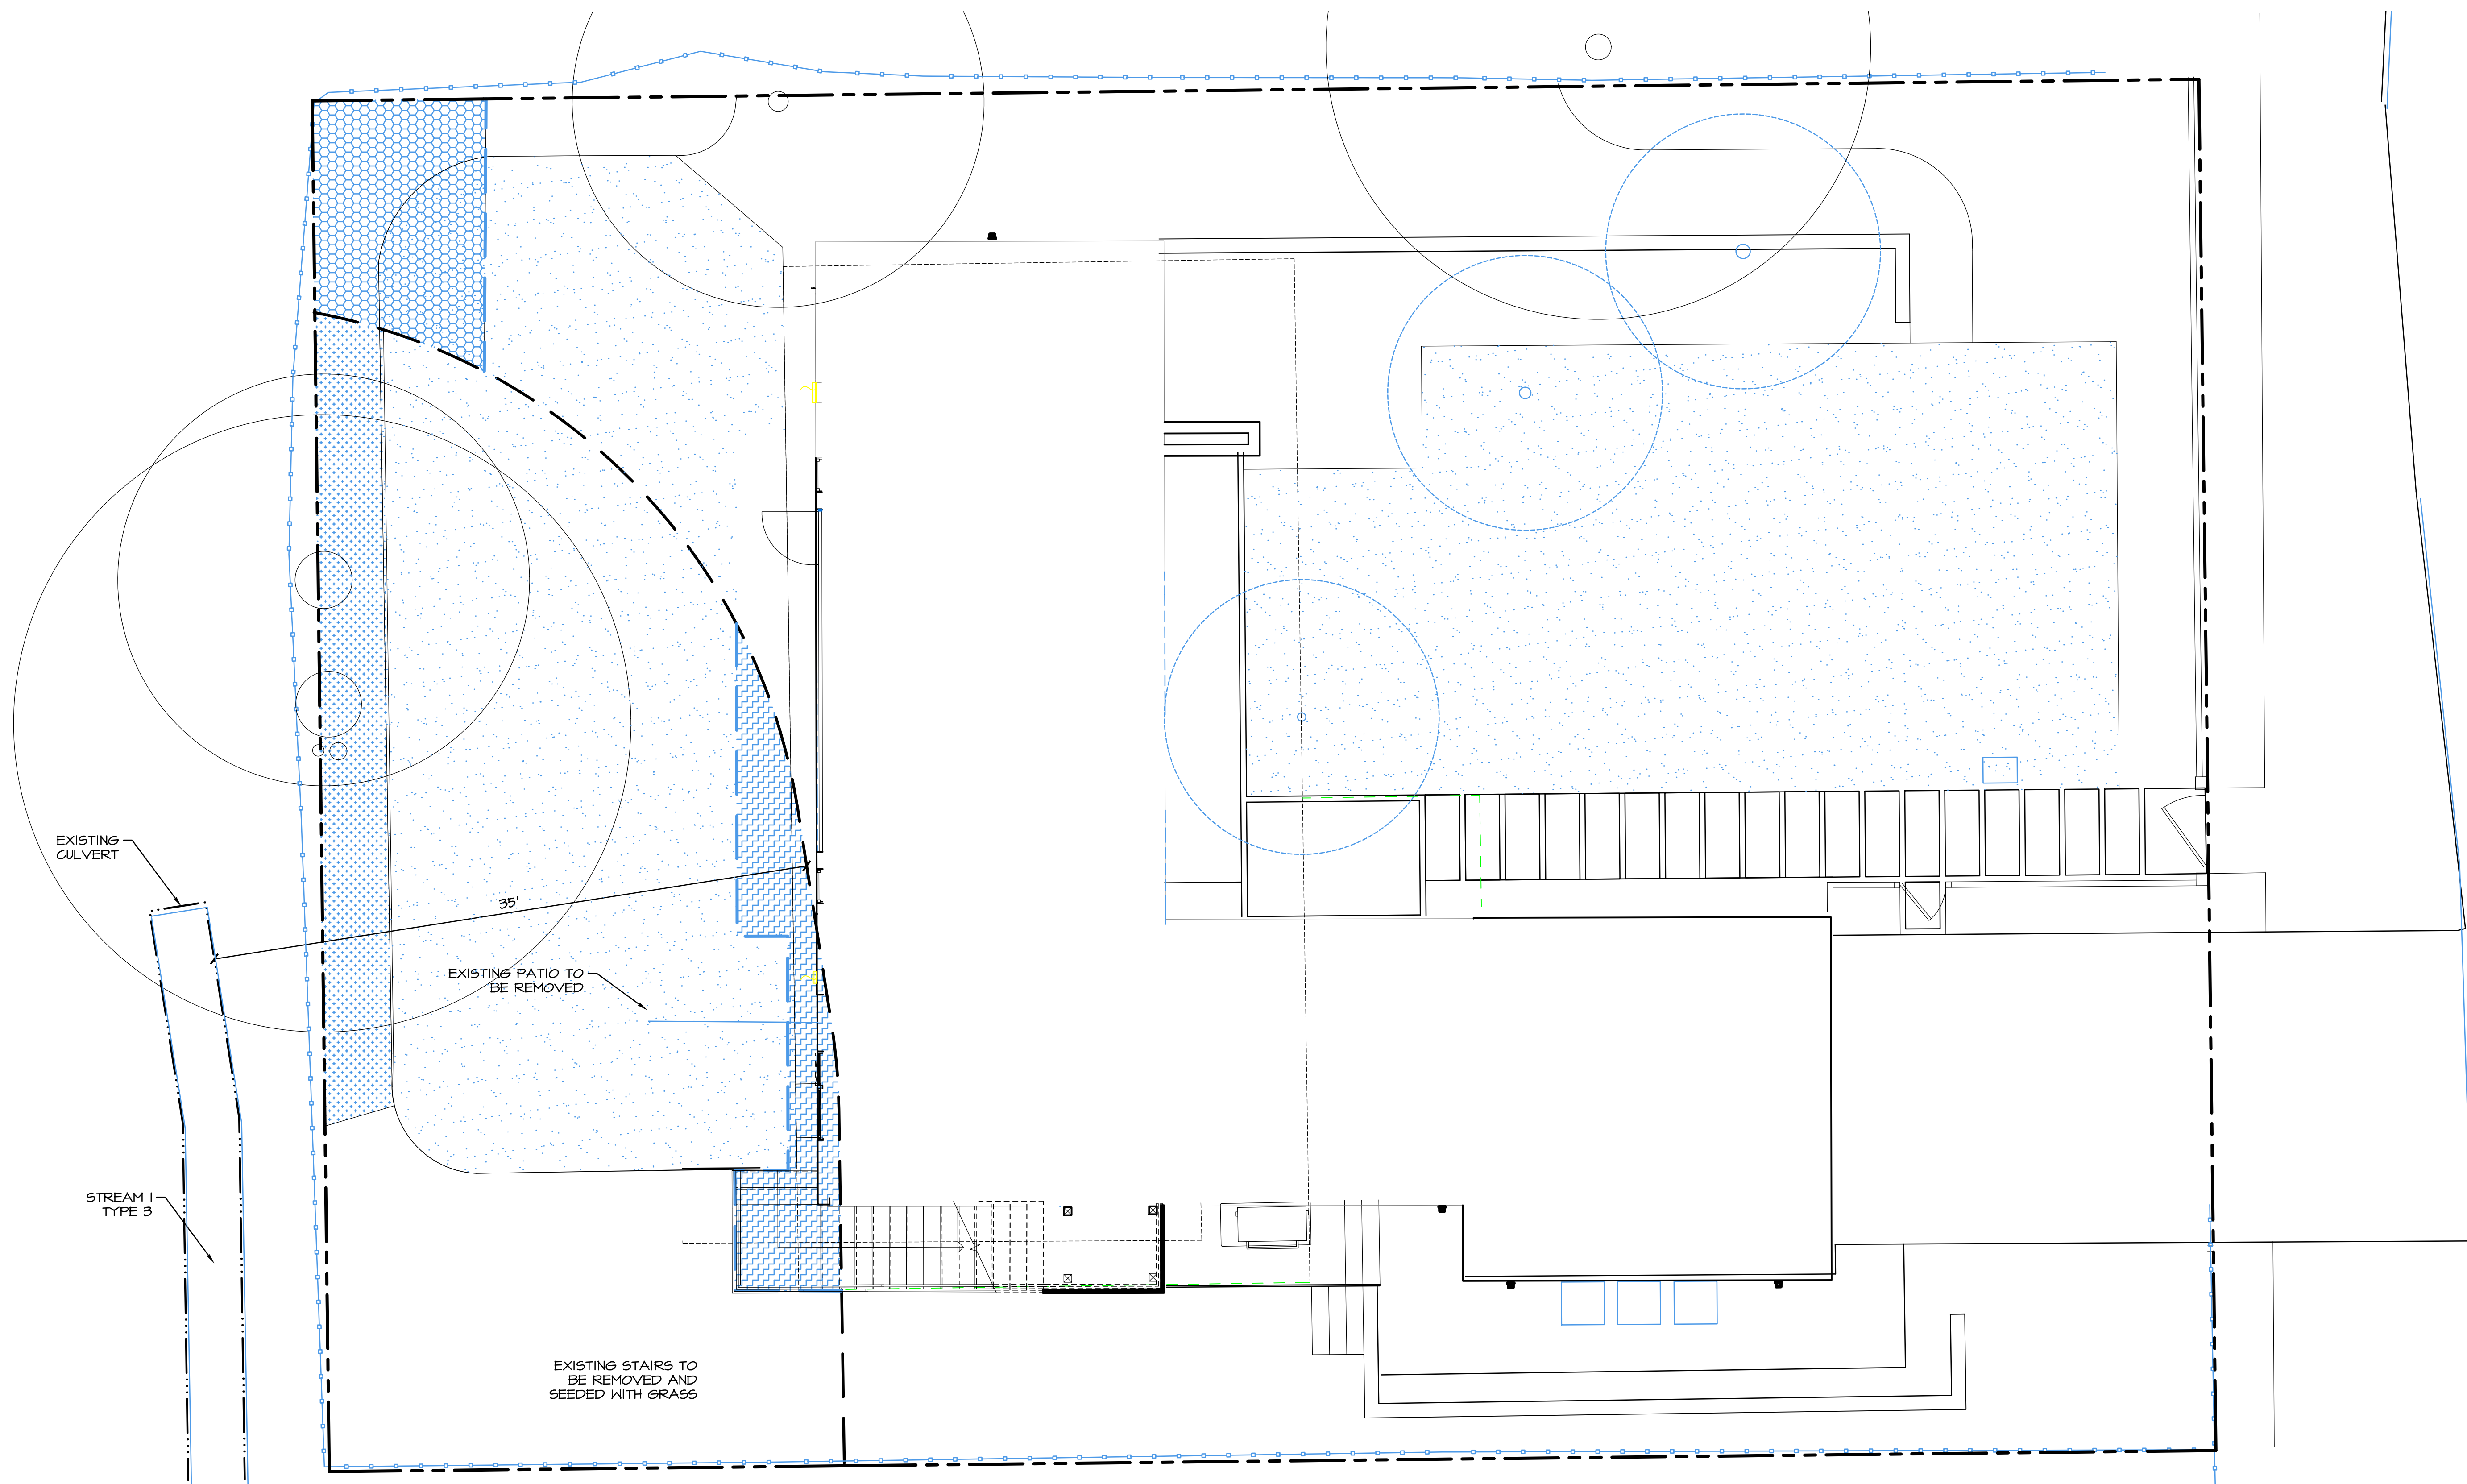 EXISTING
CULVERT
35'
EXISTING PATIO TO
BE REMOVED
STREAM 1
TYPE 3
EXISTING STAIRS TO
BE REMOVED AND
SEEDED WITH GRASS